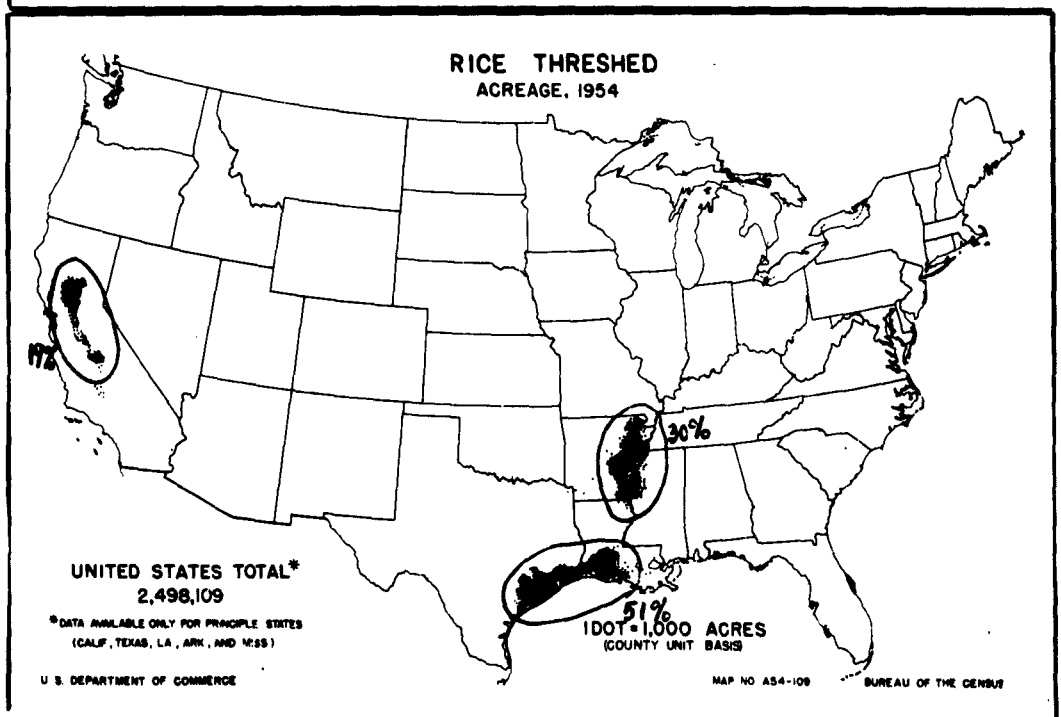 RICE THRESHED
ACREAGE, 1954
19%
30%
51%
UNITED STATES TOTAL*
2,498,109
*DATA AVAILABLE ONLY FOR PRINCIPLE STATES
(CALIF, TEXAS, LA, ARK, AND MISS)
1 DOT = 1,000 ACRES
(COUNTY UNIT BASIS)
U S. DEPARTMENT OF COMMERCE
MAP NO A54-109
BUREAU OF THE CENSUS